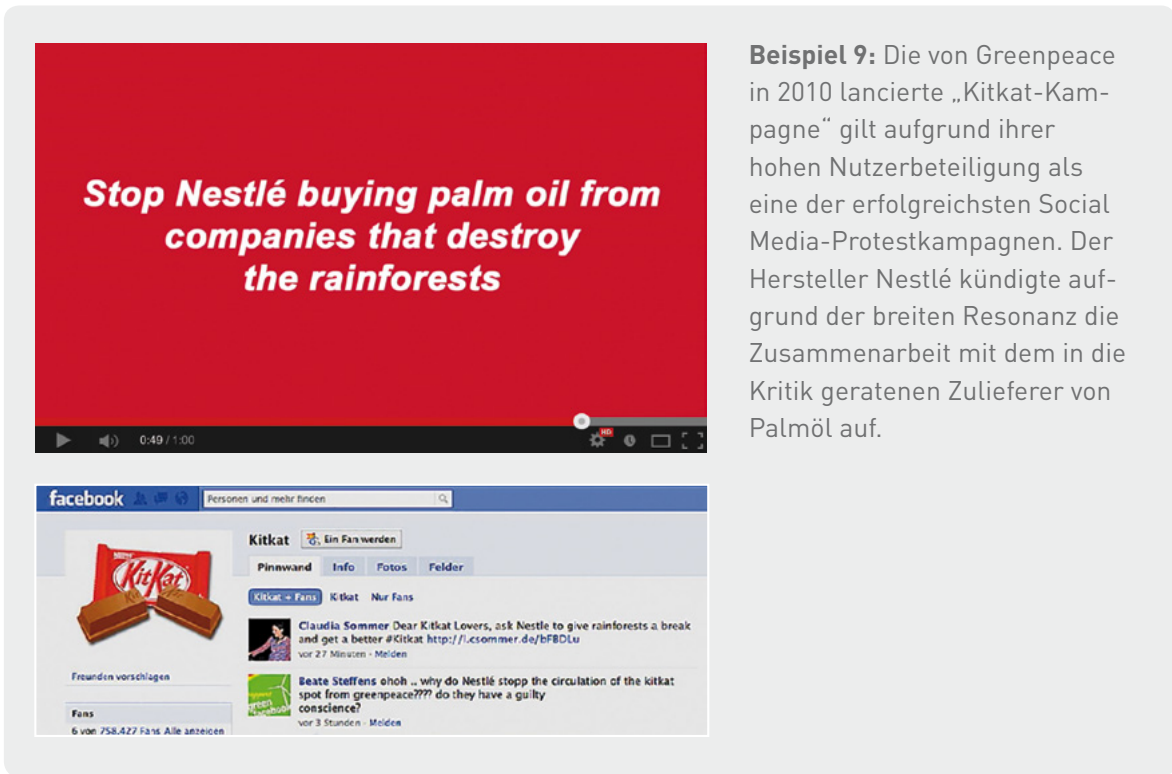 Stop Nestlé buying palm oil from
companies that destroy
the rainforests
0:49 / 1:00
HD
Beispiel 9: Die von Greenpeace
in 2010 lancierte „Kitkat-Kam-
pagne“ gilt aufgrund ihrer
hohen Nutzerbeteiligung als
eine der erfolgreichsten Social
Media-Protestkampagnen. Der
Hersteller Nestlé kündigte auf-
grund der breiten Resonanz die
Zusammenarbeit mit dem in die
Kritik geratenen Zulieferer von
Palmöl auf.
facebook
Personen und mehr finden
KitKat
Freunden vorschlagen
Fans
6 von 758.427 Fans Alle anzeigen
Kitkat Ein Fan werden
Pinnwand Info Fotos Felder
Kitkat + Fans Kitkat Nur Fans
Claudia Sommer Dear Kitkat Lovers, ask Nestle to give rainforests a break
and get a better #Kitkat http://l.csommer.de/bFBDLu
vor 27 Minuten · Melden
Beate Steffens ohoh .. why do Nestlé stopp the circulation of the kitkat
spot from greenpeace???? do they have a guilty
conscience?
vor 3 Stunden · Melden